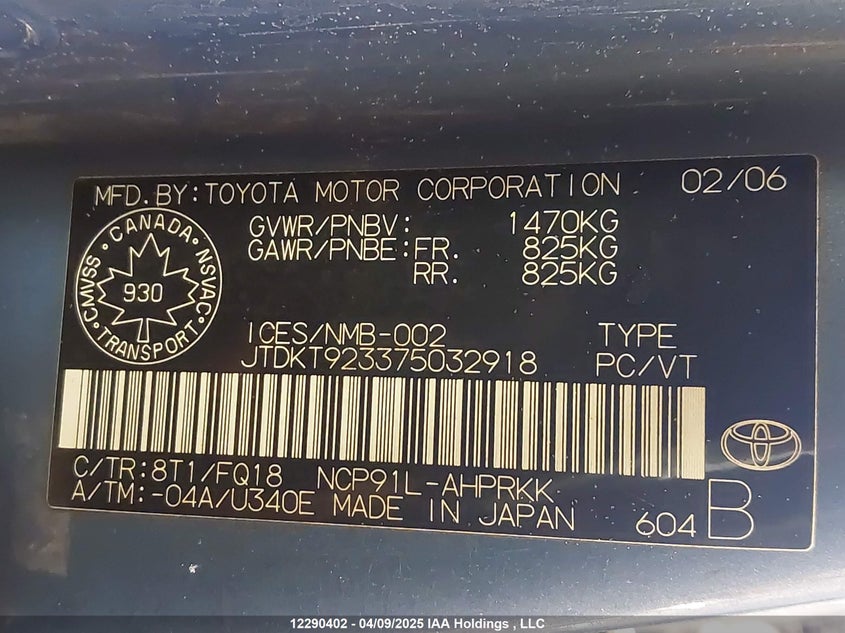 MFD.BY:TOYOTA MOTOR CORPORATION 02/06
GVWR/PNBV: 1470KG
GAWR/PNBE:FR. 825KG
RR. 825KG
CANADA · NSVAC · TRANSPORT · CMVSS ·
930
ICES/NMB-002 TYPE
JTDKT923375032918 PC/VT
C/TR:8T1/FQ18 NCP91L-AHPRKK
A/TM:-04A/U340E MADE IN JAPAN 604 B
12290402 - 04/09/2025 IAA Holdings , LLC